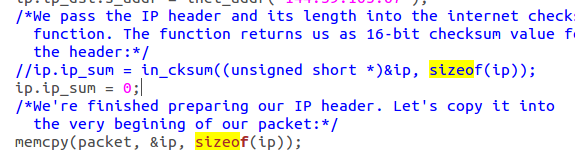 /*We pass the IP header and its length into the internet check
function. The function returns us as 16-bit checksum value fo
the header:*/
//ip.ip_sum = in_cksum((unsigned short *)&ip, sizeof(ip));
ip.ip_sum = 0;
/*We're finished preparing our IP header. Let's copy it into
the very begining of our packet:*/
memcpy(packet, &ip, sizeof(ip));